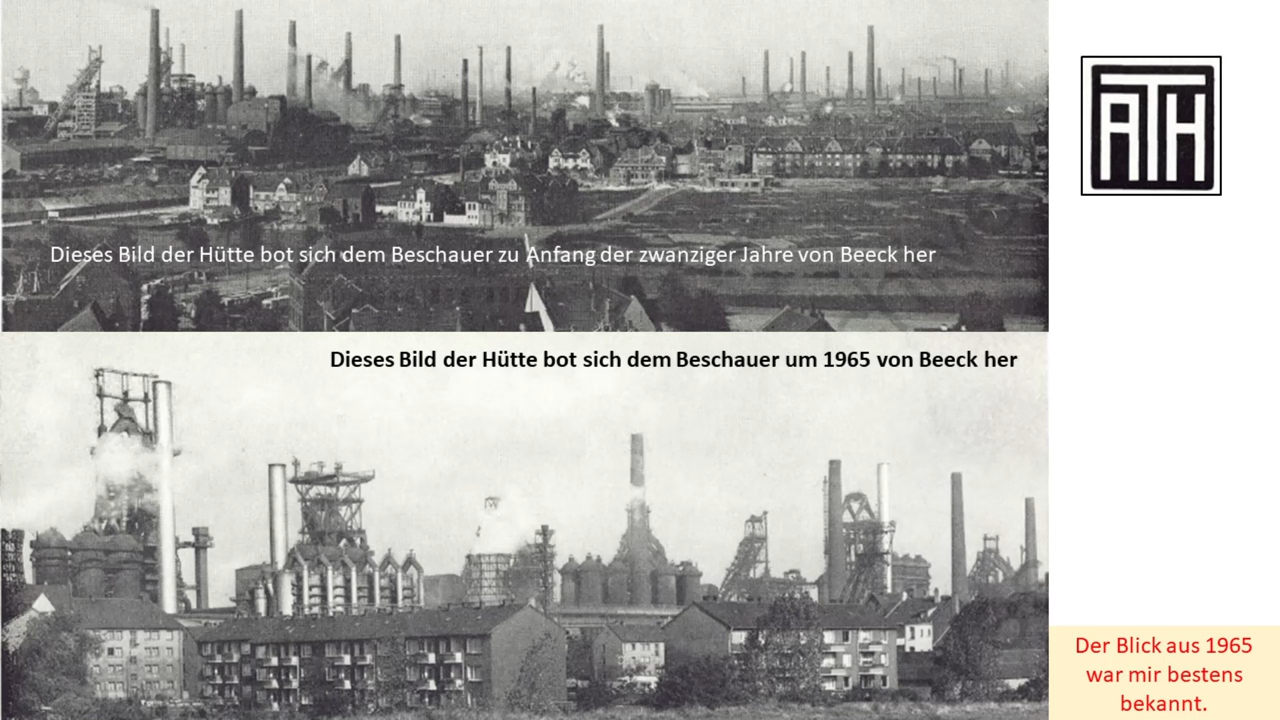 Dieses Bild der Hütte bot sich dem Beschauer zu Anfang der zwanziger Jahre von Beeck her
ATH
Dieses Bild der Hütte bot sich dem Beschauer um 1965 von Beeck her
Der Blick aus 1965
war mir bestens
bekannt.